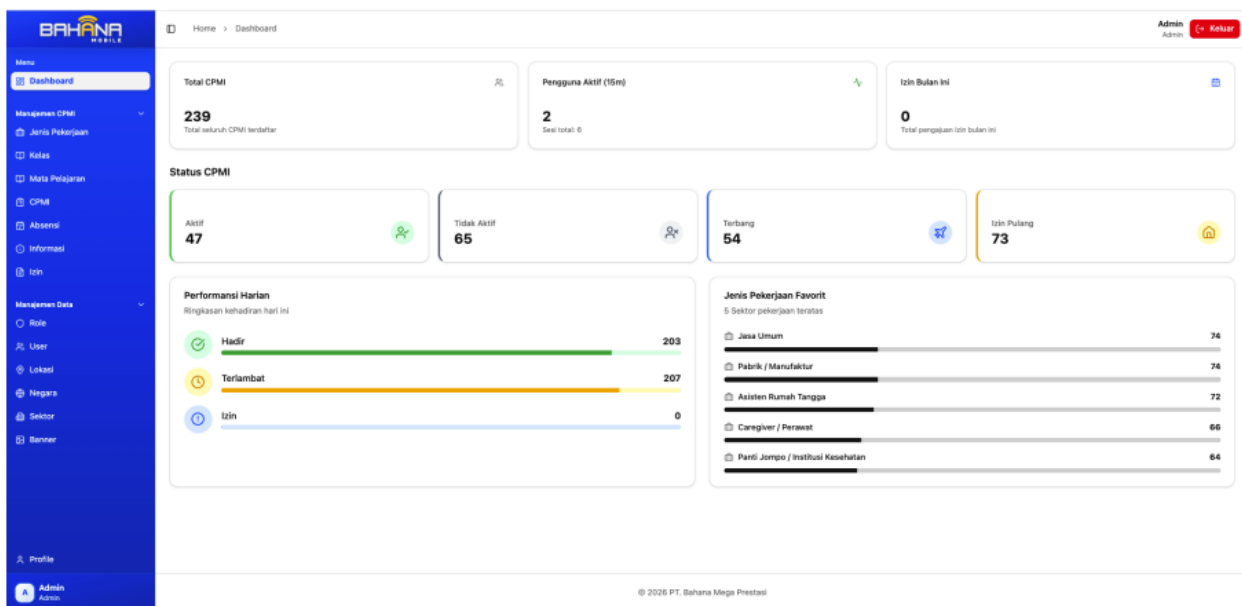 BAHANA
MOBILE
Menu
Dashboard
Manajemen CPMI
Jenis Pekerjaan
Kelas
Mata Pelajaran
CPMI
Absensi
Informasi
Izin
Manajemen Data
Role
User
Lokasi
Negara
Sektor
Banner
Profile
A
Admin
Admin
Home > Dashboard
Admin
Admin
Keluar
Total CPMI
239
Total seluruh CPMI terdaftar
Pengguna Aktif (15m)
2
Sesi total: 6
Izin Bulan Ini
0
Total pengajuan izin bulan ini
Status CPMI
Aktif
47
Tidak Aktif
65
Terbang
54
Izin Pulang
73
Performansi Harian
Ringkasan kehadiran hari ini
Hadir 203
Terlambat 207
Izin 0
Jenis Pekerjaan Favorit
5 Sektor pekerjaan teratas
Jasa Umum 74
Pabrik / Manufaktur 74
Asisten Rumah Tangga 72
Caregiver / Perawat 66
Panti Jompo / Institusi Kesehatan 64
© 2026 PT. Bahana Mega Prestasi